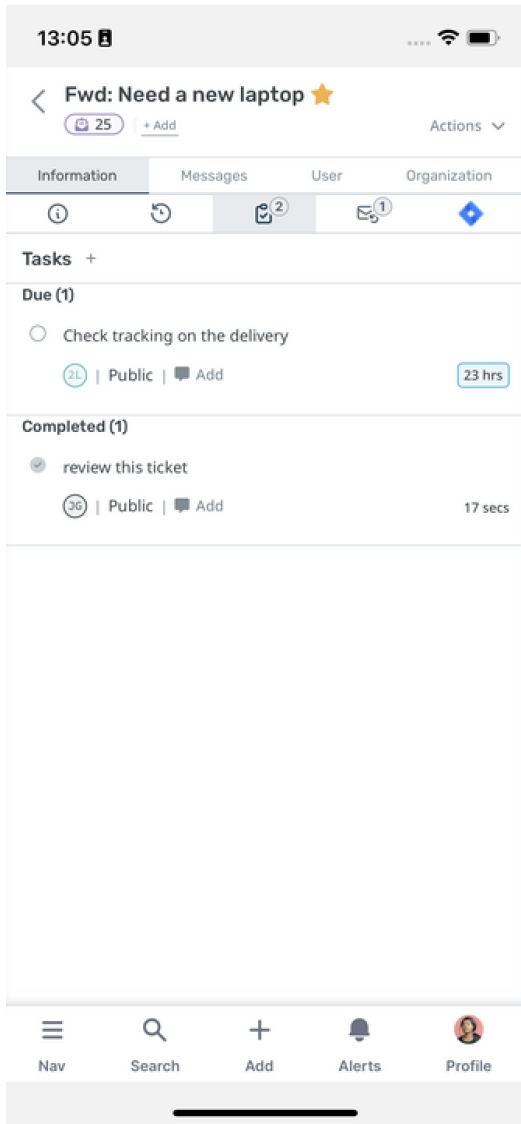 13:05
Fwd: Need a new laptop
25 + Add
Actions
Information Messages User Organization
2 1
Tasks +
Due (1)
Check tracking on the delivery
2L | Public | Add 23 hrs
Completed (1)
review this ticket
JG | Public | Add 17 secs
Nav Search Add Alerts Profile